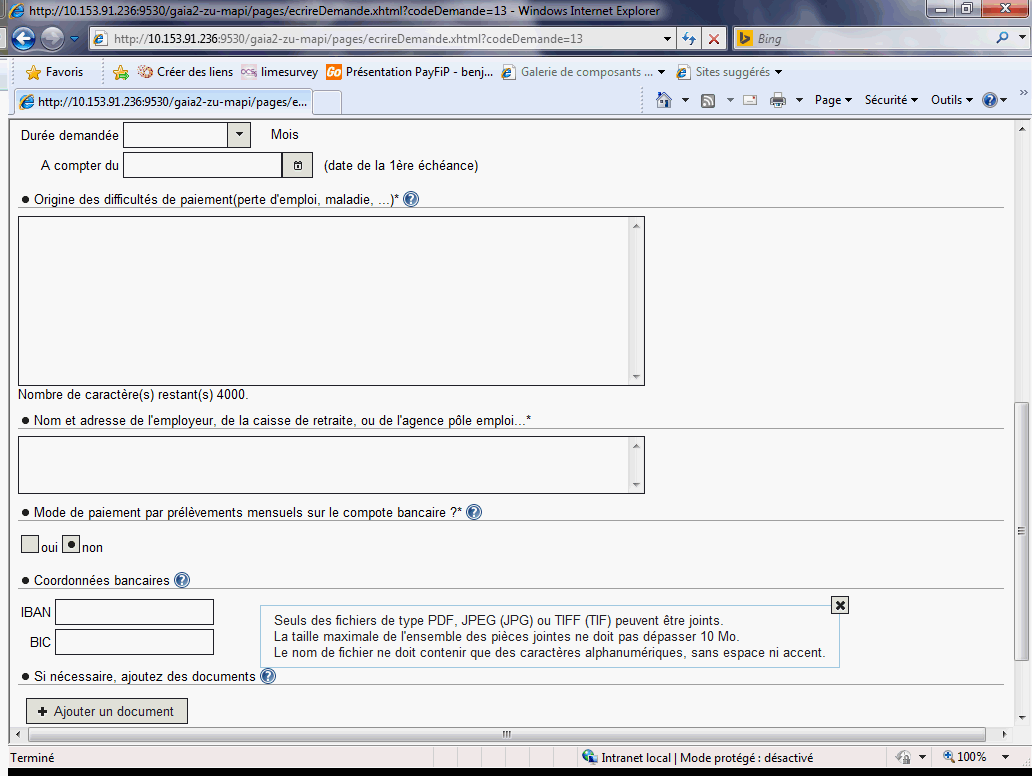 http://10.153.91.236:9530/gaia2-zu-mapi/pages/ecrireDemande.xhtml?codeDemande=13 - Windows Internet Explorer
http://10.153.91.236:9530/gaia2-zu-mapi/pages/ecrireDemande.xhtml?codeDemande=13 Bing
Favoris Créer des liens limesurvey Go Présentation PayFiP - benj... Galerie de composants ... Sites suggérés
http://10.153.91.236:9530/gaia2-zu-mapi/pages/e... Page Sécurité Outils
Durée demandée Mois
A compter du (date de la 1ère échéance)
● Origine des difficultés de paiement(perte d'emploi, maladie, ...)*
Nombre de caractère(s) restant(s) 4000.
● Nom et adresse de l'employeur, de la caisse de retraite, ou de l'agence pôle emploi...*
● Mode de paiement par prélèvements mensuels sur le compote bancaire ?*
oui non
● Coordonnées bancaires
IBAN
BIC
Seuls des fichiers de type PDF, JPEG (JPG) ou TIFF (TIF) peuvent être joints.
La taille maximale de l'ensemble des pièces jointes ne doit pas dépasser 10 Mo.
Le nom de fichier ne doit contenir que des caractères alphanumériques, sans espace ni accent.
● Si nécessaire, ajoutez des documents
+ Ajouter un document
Terminé Intranet local | Mode protégé : désactivé 100%